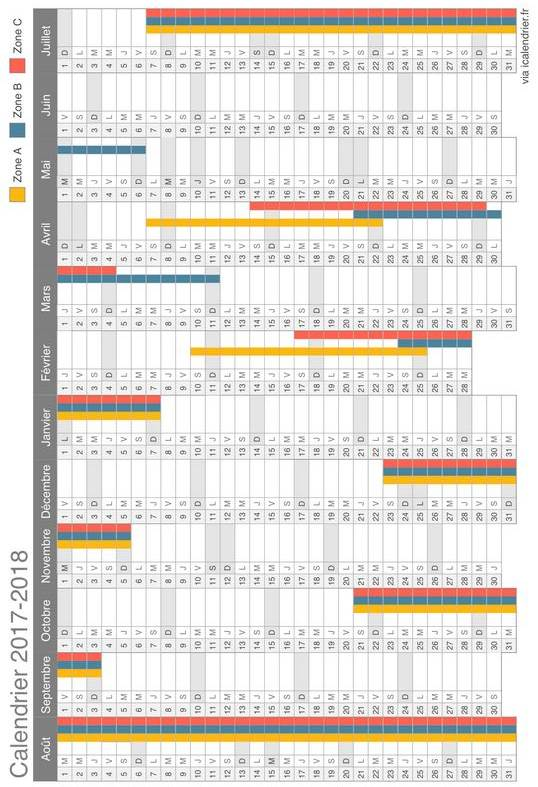 Calendrier 2017-2018
Zone A Zone B Zone C
Août Septembre Octobre Novembre Décembre Janvier Février Mars Avril Mai Juin Juillet
1 M 1 V 1 D 1 M 1 V 1 L 1 J 1 J 1 D 1 M 1 V 1 D
2 M 2 S 2 L 2 J 2 S 2 M 2 V 2 V 2 L 2 M 2 S 2 L
3 J 3 D 3 M 3 V 3 D 3 M 3 S 3 S 3 M 3 J 3 D 3 M
4 V 4 L 4 M 4 S 4 L 4 J 4 D 4 D 4 M 4 V 4 L 4 M
5 S 5 M 5 J 5 D 5 M 5 V 5 L 5 L 5 J 5 S 5 M 5 J
6 D 6 M 6 V 6 L 6 M 6 S 6 M 6 M 6 V 6 D 6 M 6 V
7 L 7 J 7 S 7 M 7 J 7 D 7 M 7 M 7 S 7 L 7 J 7 S
8 M 8 V 8 D 8 M 8 V 8 L 8 J 8 J 8 D 8 M 8 V 8 D
9 M 9 S 9 L 9 J 9 S 9 M 9 V 9 V 9 L 9 M 9 S 9 L
10 J 10 D 10 M 10 V 10 D 10 M 10 S 10 S 10 M 10 J 10 D 10 M
11 V 11 L 11 M 11 S 11 L 11 J 11 D 11 D 11 M 11 V 11 L 11 M
12 S 12 M 12 J 12 D 12 M 12 V 12 L 12 L 12 J 12 S 12 M 12 J
13 D 13 M 13 V 13 L 13 M 13 S 13 M 13 M 13 V 13 D 13 M 13 V
14 L 14 J 14 S 14 M 14 J 14 D 14 M 14 M 14 S 14 L 14 J 14 S
15 M 15 V 15 D 15 M 15 V 15 L 15 J 15 J 15 D 15 M 15 V 15 D
16 M 16 S 16 L 16 J 16 S 16 M 16 V 16 V 16 L 16 M 16 S 16 L
17 J 17 D 17 M 17 V 17 D 17 M 17 S 17 S 17 M 17 J 17 D 17 M
18 V 18 L 18 M 18 S 18 L 18 J 18 D 18 D 18 M 18 V 18 L 18 M
19 S 19 M 19 J 19 D 19 M 19 V 19 L 19 L 19 J 19 S 19 M 19 J
20 D 20 M 20 V 20 L 20 M 20 S 20 M 20 M 20 V 20 D 20 M 20 V
21 L 21 J 21 S 21 M 21 J 21 D 21 M 21 M 21 S 21 L 21 J 21 S
22 M 22 V 22 D 22 M 22 V 22 L 22 J 22 J 22 D 22 M 22 V 22 D
23 M 23 S 23 L 23 J 23 S 23 M 23 V 23 V 23 L 23 M 23 S 23 L
24 J 24 D 24 M 24 V 24 D 24 M 24 S 24 S 24 M 24 J 24 D 24 M
25 V 25 L 25 M 25 S 25 L 25 J 25 D 25 D 25 M 25 V 25 L 25 M
26 S 26 M 26 J 26 D 26 M 26 V 26 L 26 L 26 J 26 S 26 M 26 J
27 D 27 M 27 V 27 L 27 M 27 S 27 M 27 M 27 V 27 D 27 M 27 V
28 L 28 J 28 S 28 M 28 J 28 D 28 M 28 M 28 S 28 L 28 J 28 S
29 M 29 V 29 D 29 M 29 V 29 L 29 J 29 D 29 M 29 V 29 D
30 M 30 S 30 L 30 J 30 S 30 M 30 V 30 L 30 M 30 S 30 L
31 J 31 M 31 D 31 M 31 S 31 J 31 M
via icalendrier.fr